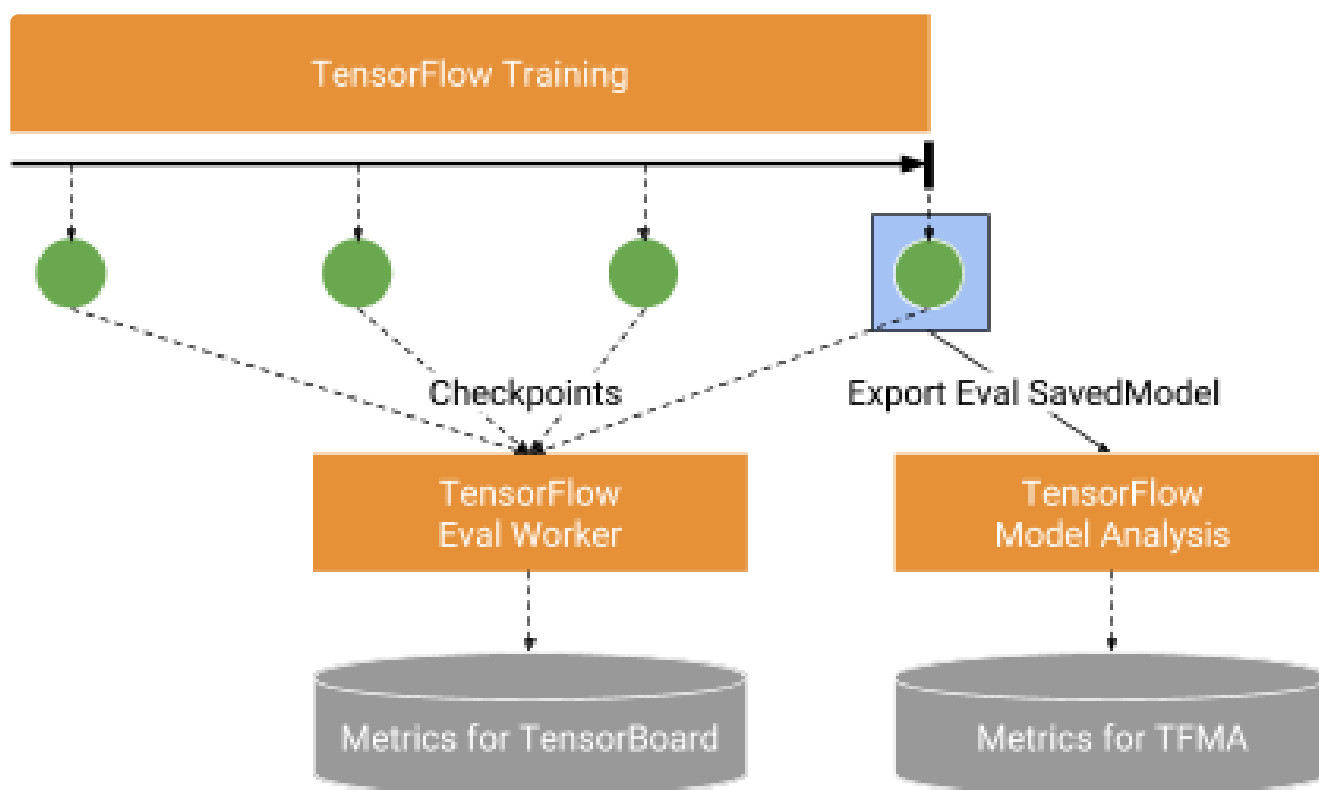 TensorFlow Training
Checkpoints
Export Eval SavedModel
TensorFlow
Eval Worker
TensorFlow
Model Analysis
Metrics for TensorBoard
Metrics for TFMA